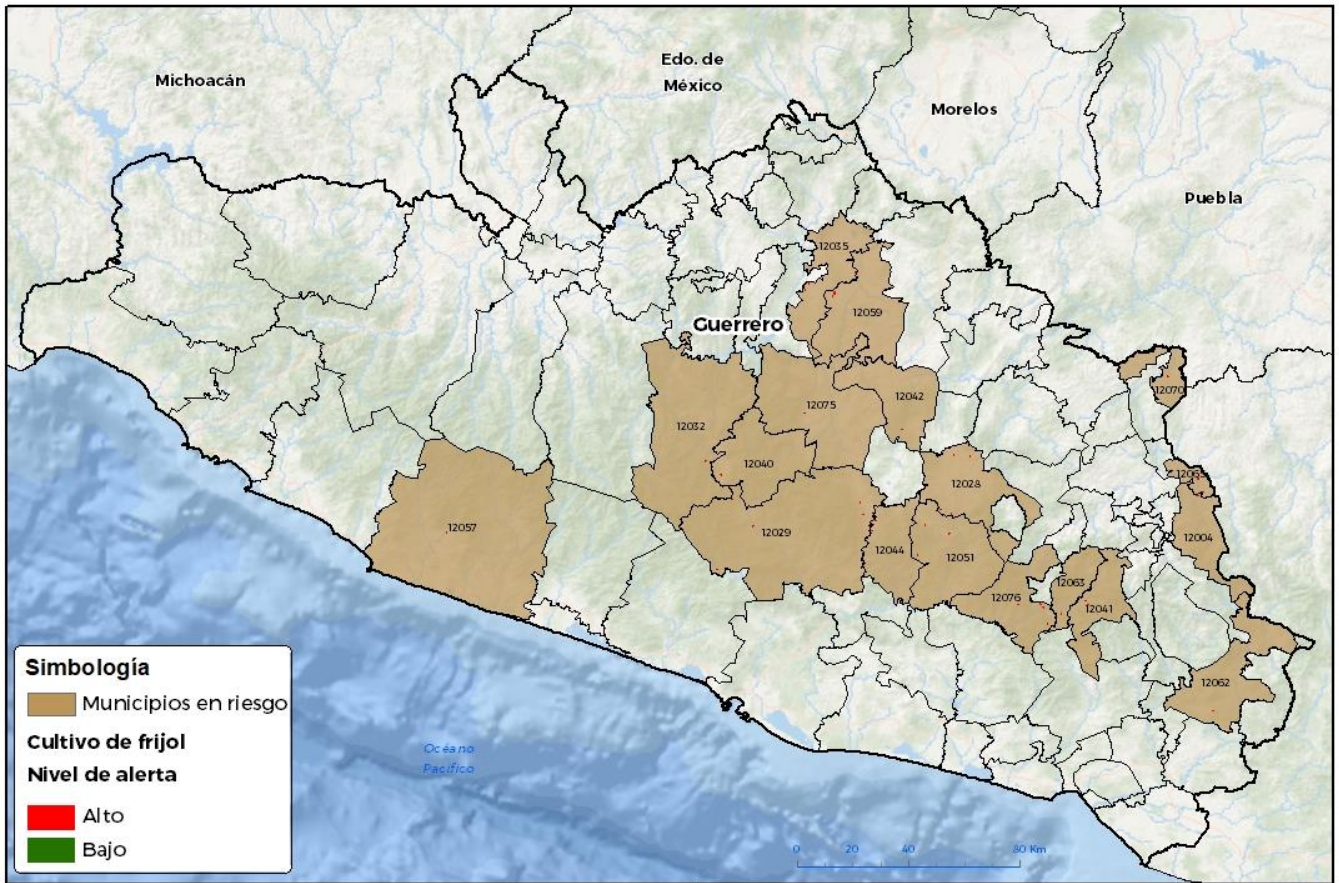 Michoacán
Edo. de
México
Morelos
Puebla
Guerrero
12035
12059
12070
12042
12075
12032
12040
12028
12004
12057
12029
12044
12051
12063
12076
12041
12062
Océano
Pacífico
0 20 40 80 Km
Simbología
Municipios en riesgo
Cultivo de frijol
Nivel de alerta
Alto
Bajo